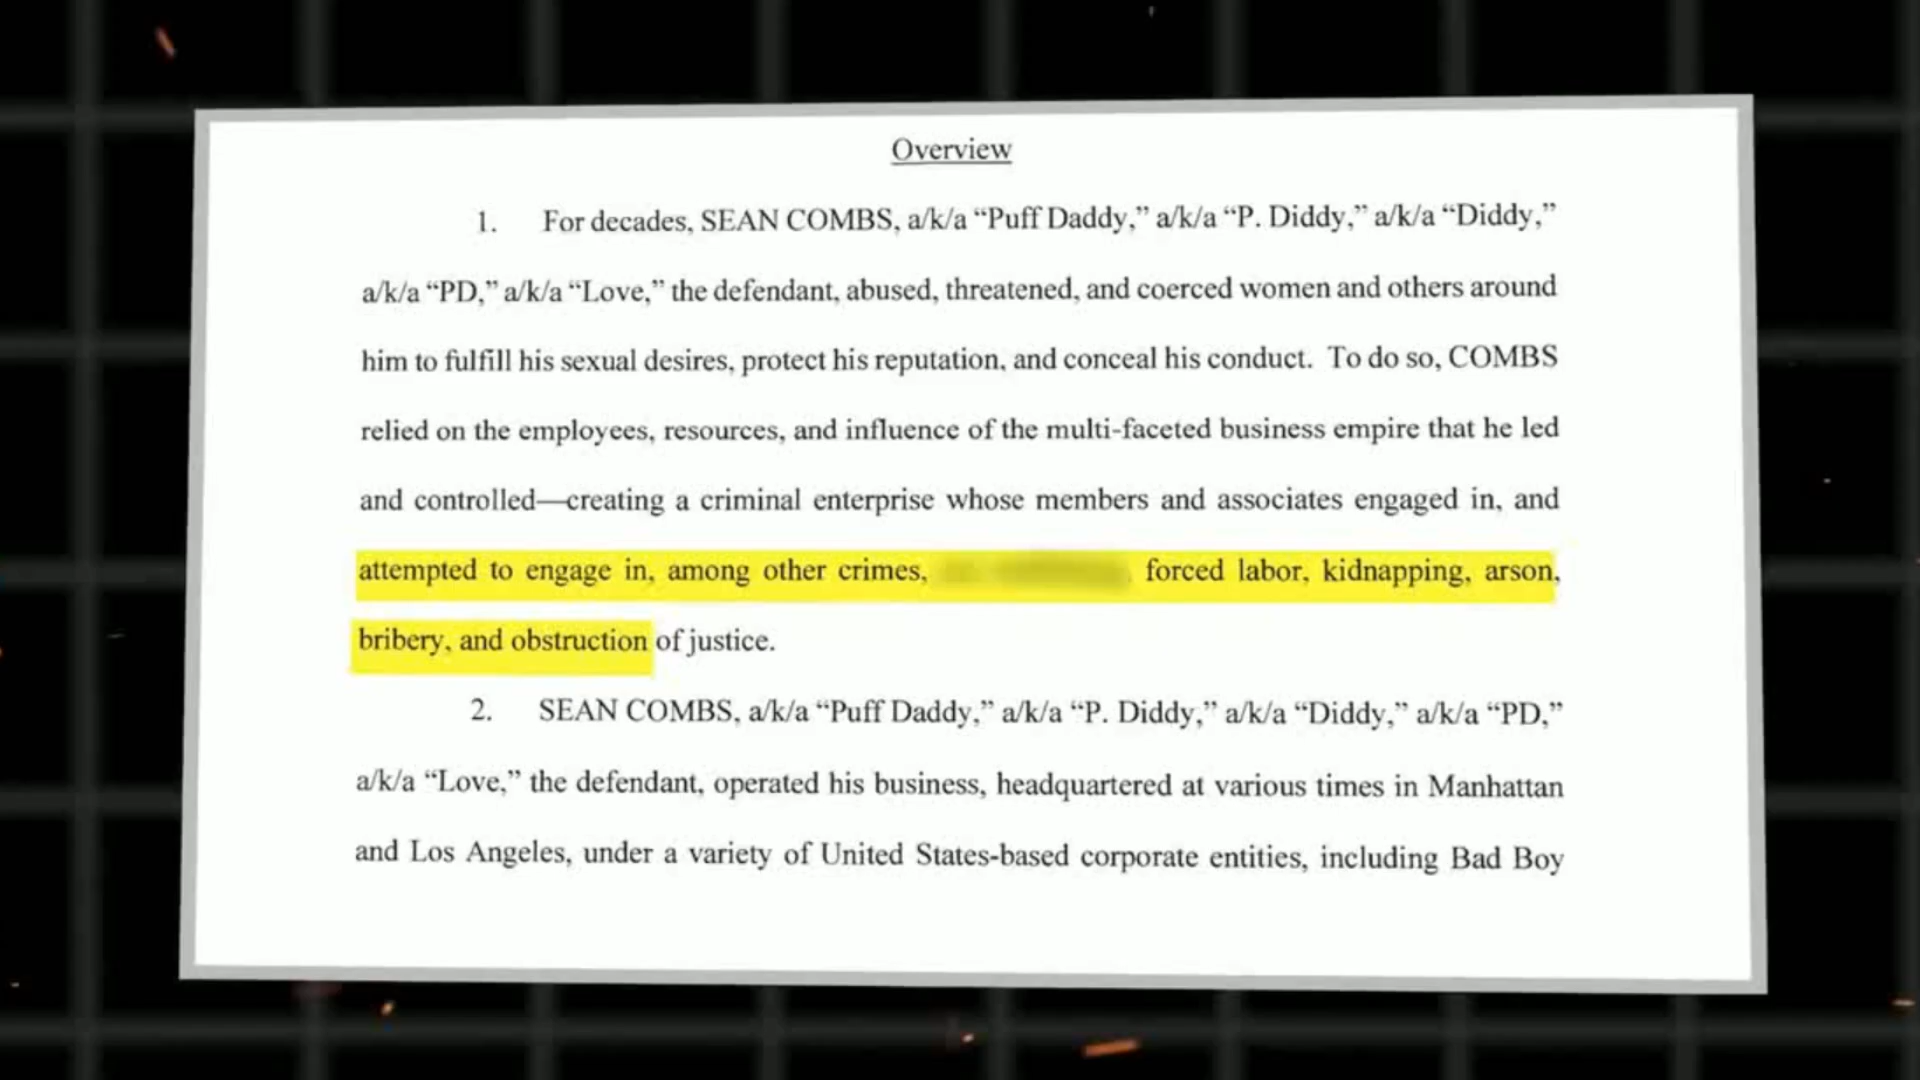 Overview
1. For decades, SEAN COMBS, a/k/a “Puff Daddy,” a/k/a “P. Diddy,” a/k/a “Diddy,”
a/k/a “PD,” a/k/a “Love,” the defendant, abused, threatened, and coerced women and others around
him to fulfill his sexual desires, protect his reputation, and conceal his conduct. To do so, COMBS
relied on the employees, resources, and influence of the multi-faceted business empire that he led
and controlled—creating a criminal enterprise whose members and associates engaged in, and
attempted to engage in, among other crimes, forced labor, kidnapping, arson,
bribery, and obstruction of justice.
2. SEAN COMBS, a/k/a “Puff Daddy,” a/k/a “P. Diddy,” a/k/a “Diddy,” a/k/a “PD,”
a/k/a “Love,” the defendant, operated his business, headquartered at various times in Manhattan
and Los Angeles, under a variety of United States-based corporate entities, including Bad Boy